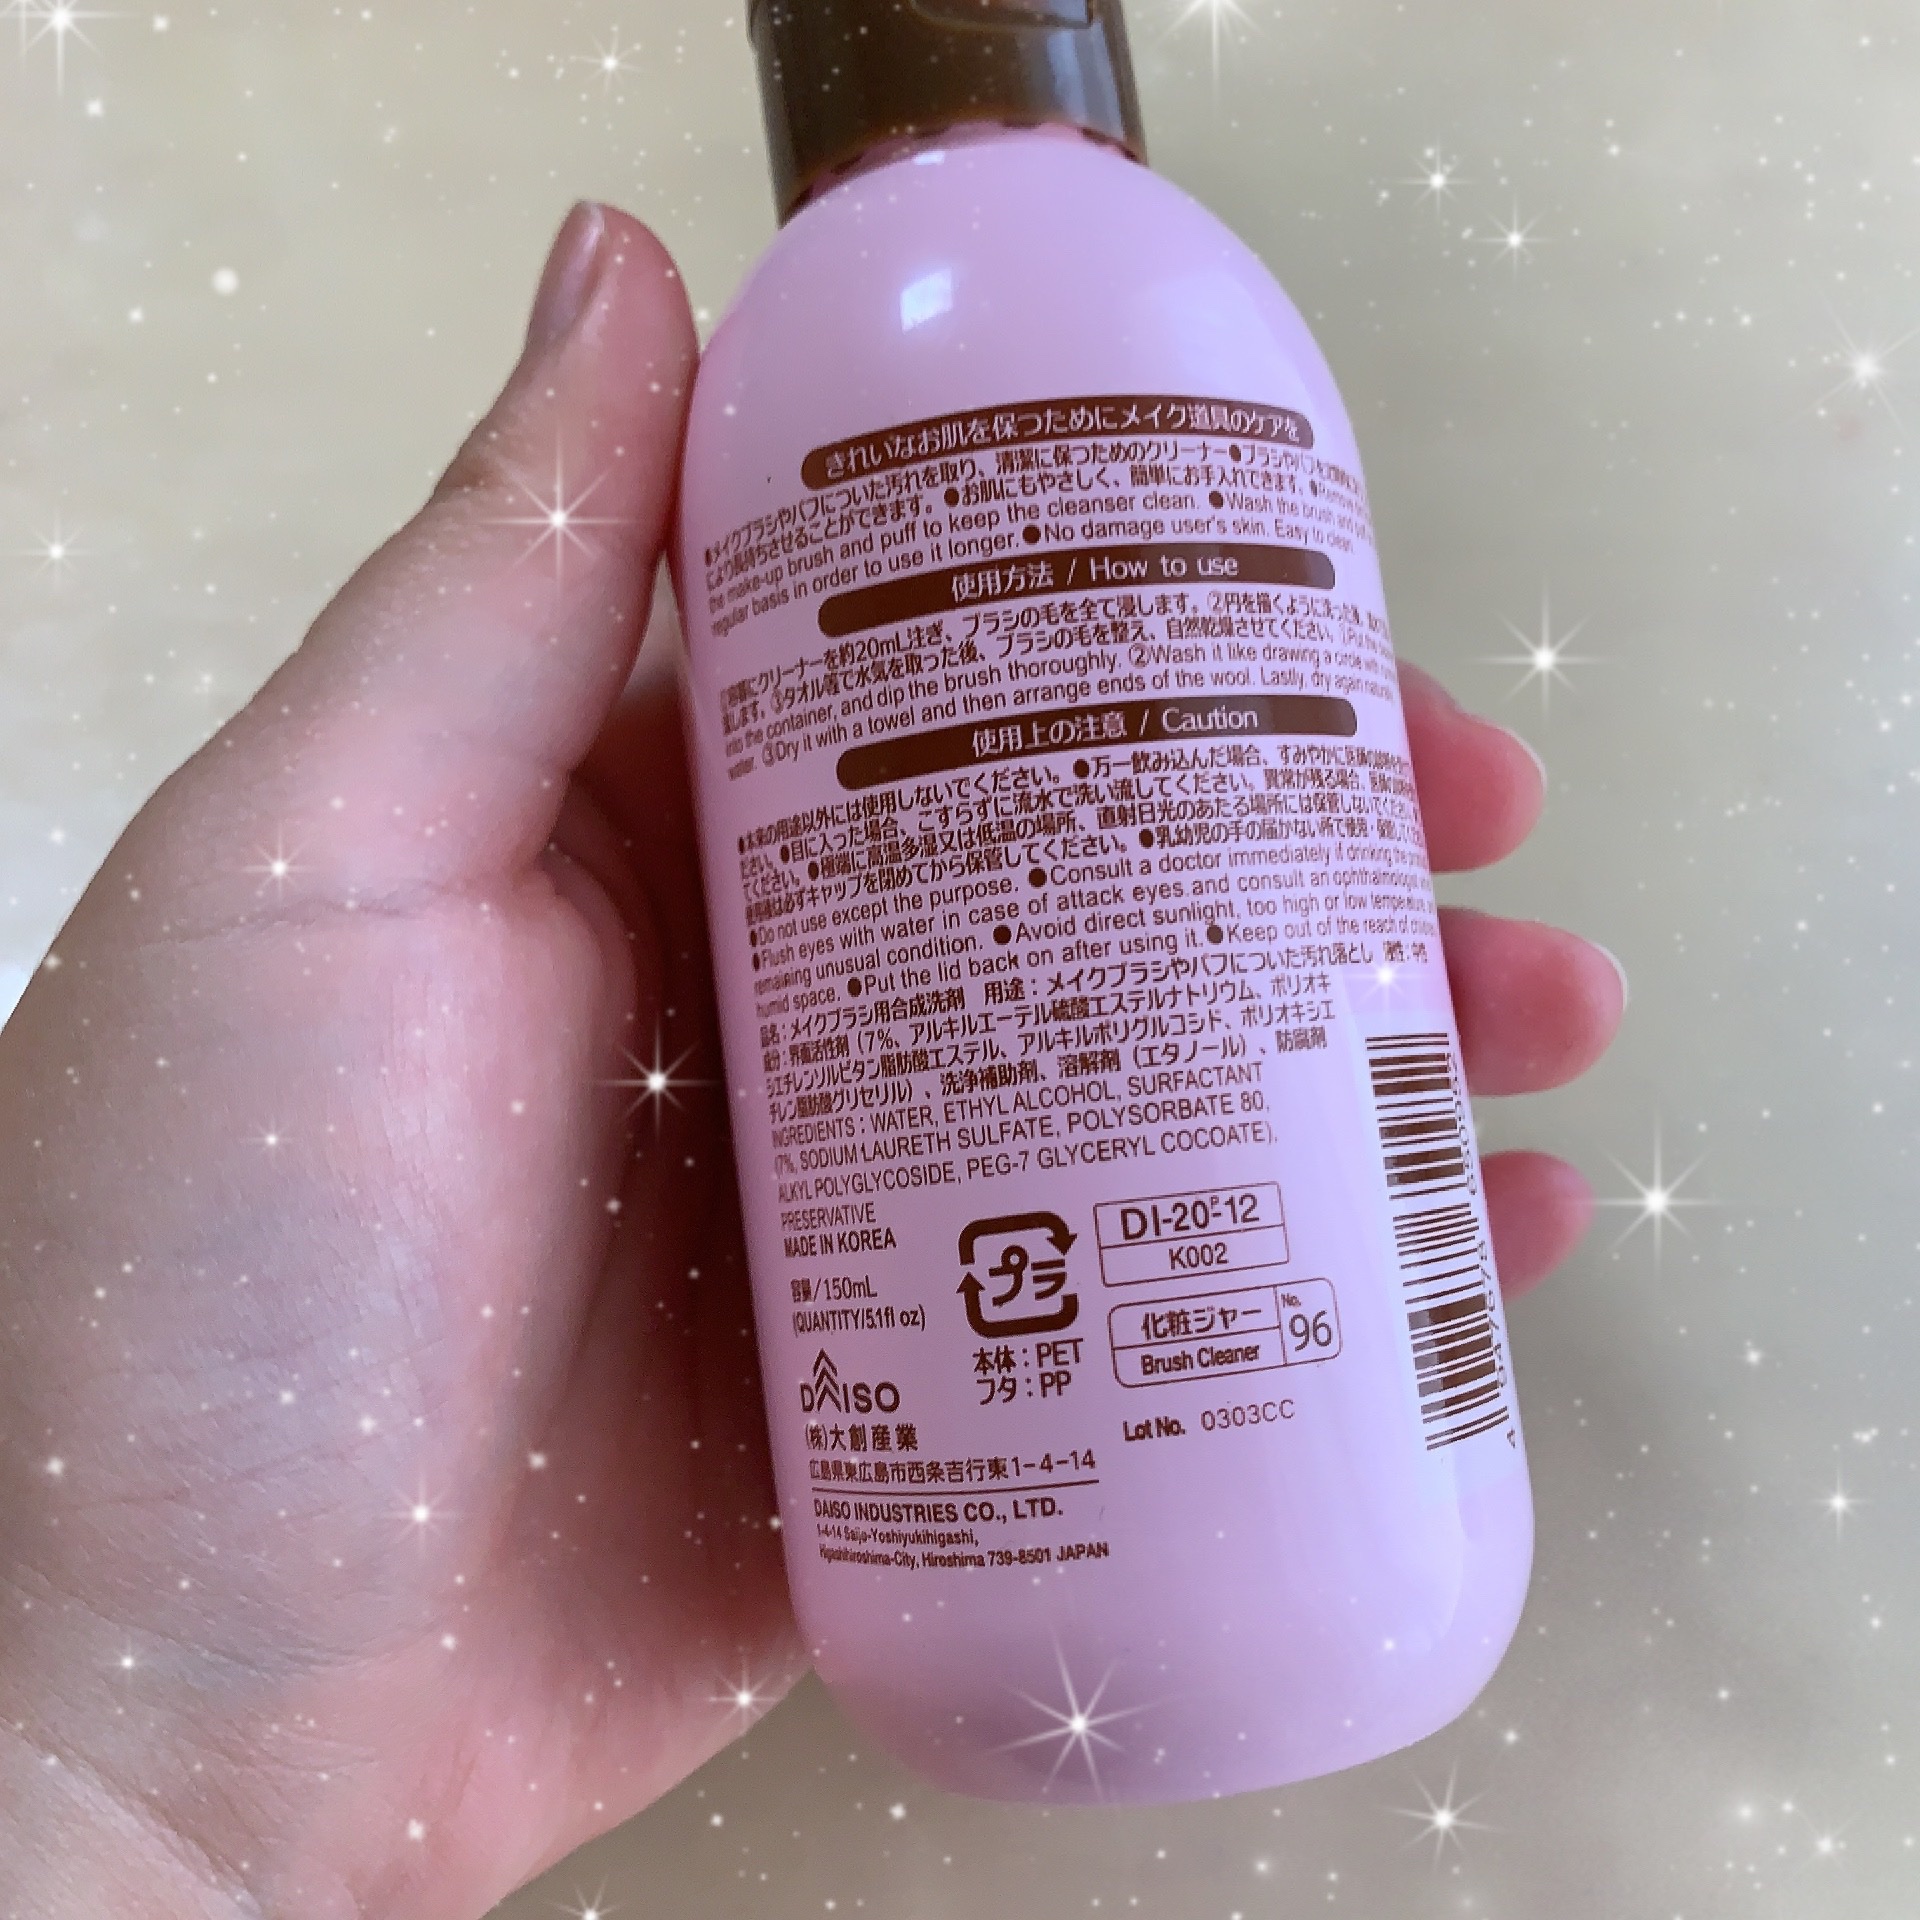 きれいなお肌を保つためにメイク道具のケアを
●メイクブラシやパフについた汚れを取り、清潔に保つためのクリーナー●ブラシやパフを
により長持ちさせることができます。●お肌にもやさしく、簡単にお手入れできます。●Remove
the make-up brush and puff to keep the cleanser clean. ●Wash the brush and puff
regular basis in order to use it longer.●No damage user's skin. Easy to clean.
使用方法 / How to use
①容器にクリーナーを約20mL注ぎ、ブラシの毛を全て浸します。②円を描くように洗った後、
流します。③タオル等で水気を取った後、ブラシの毛を整え、自然乾燥させてください。①Put the
into the container, and dip the brush thoroughly. ②Wash it like drawing a circle with
water. ③Dry it with a towel and then arrange ends of the wool. Lastly, dry again naturally.
使用上の注意 / Caution
●本来の用途以外には使用しないでください。●万一飲み込んだ場合、すみやかに医師の
ださい。●目に入った場合、こすらずに流水で洗い流してください。異常が残る場合、
てください。●極端に高温多湿又は低温の場所、直射日光のあたる場所には保管しないでください。
使用後は必ずキャップを閉めてから保管してください。●乳幼児の手の届かない所で使用・保管してください。
●Do not use except the purpose. ●Consult a doctor immediately if drinking the
●Flush eyes with water in case of attack eyes and consult an ophthalmologist
remaining unusual condition. ●Avoid direct sunlight, too high or low temperature,
humid space. ●Put the lid back on after using it.●Keep out of the reach of
品名：メイクブラシ用合成洗剤　用途：メイクブラシやパフについた汚れ落とし　液性：中性
成分：界面活性剤（7%、アルキルエーテル硫酸エステルナトリウム、ポリオキ
シエチレンソルビタン脂肪酸エステル、アルキルポリグルコシド、ポリオキシエ
チレン脂肪酸グリセリル）、洗浄補助剤、溶解剤（エタノール）、防腐剤
INGREDIENTS : WATER, ETHYL ALCOHOL, SURFACTANT
(7%, SODIUM LAURETH SULFATE, POLYSORBATE 80,
ALKYL POLYGLYCOSIDE, PEG-7 GLYCERYL COCOATE),
PRESERVATIVE
MADE IN KOREA
容量/150mL
(QUANTITY/5.1fl oz)
プラ
本体：PET
フタ：PP
DI-20P-12
K002
化粧ジャー
Brush Cleaner
No.
96
Lot No. 0303CC
DAISO
(株)大創産業
広島県東広島市西条吉行東1-4-14
DAISO INDUSTRIES CO., LTD.
1-4-14 Saijo-Yoshiyukihigashi,
Higashihiroshima-City, Hiroshima 739-8501 JAPAN